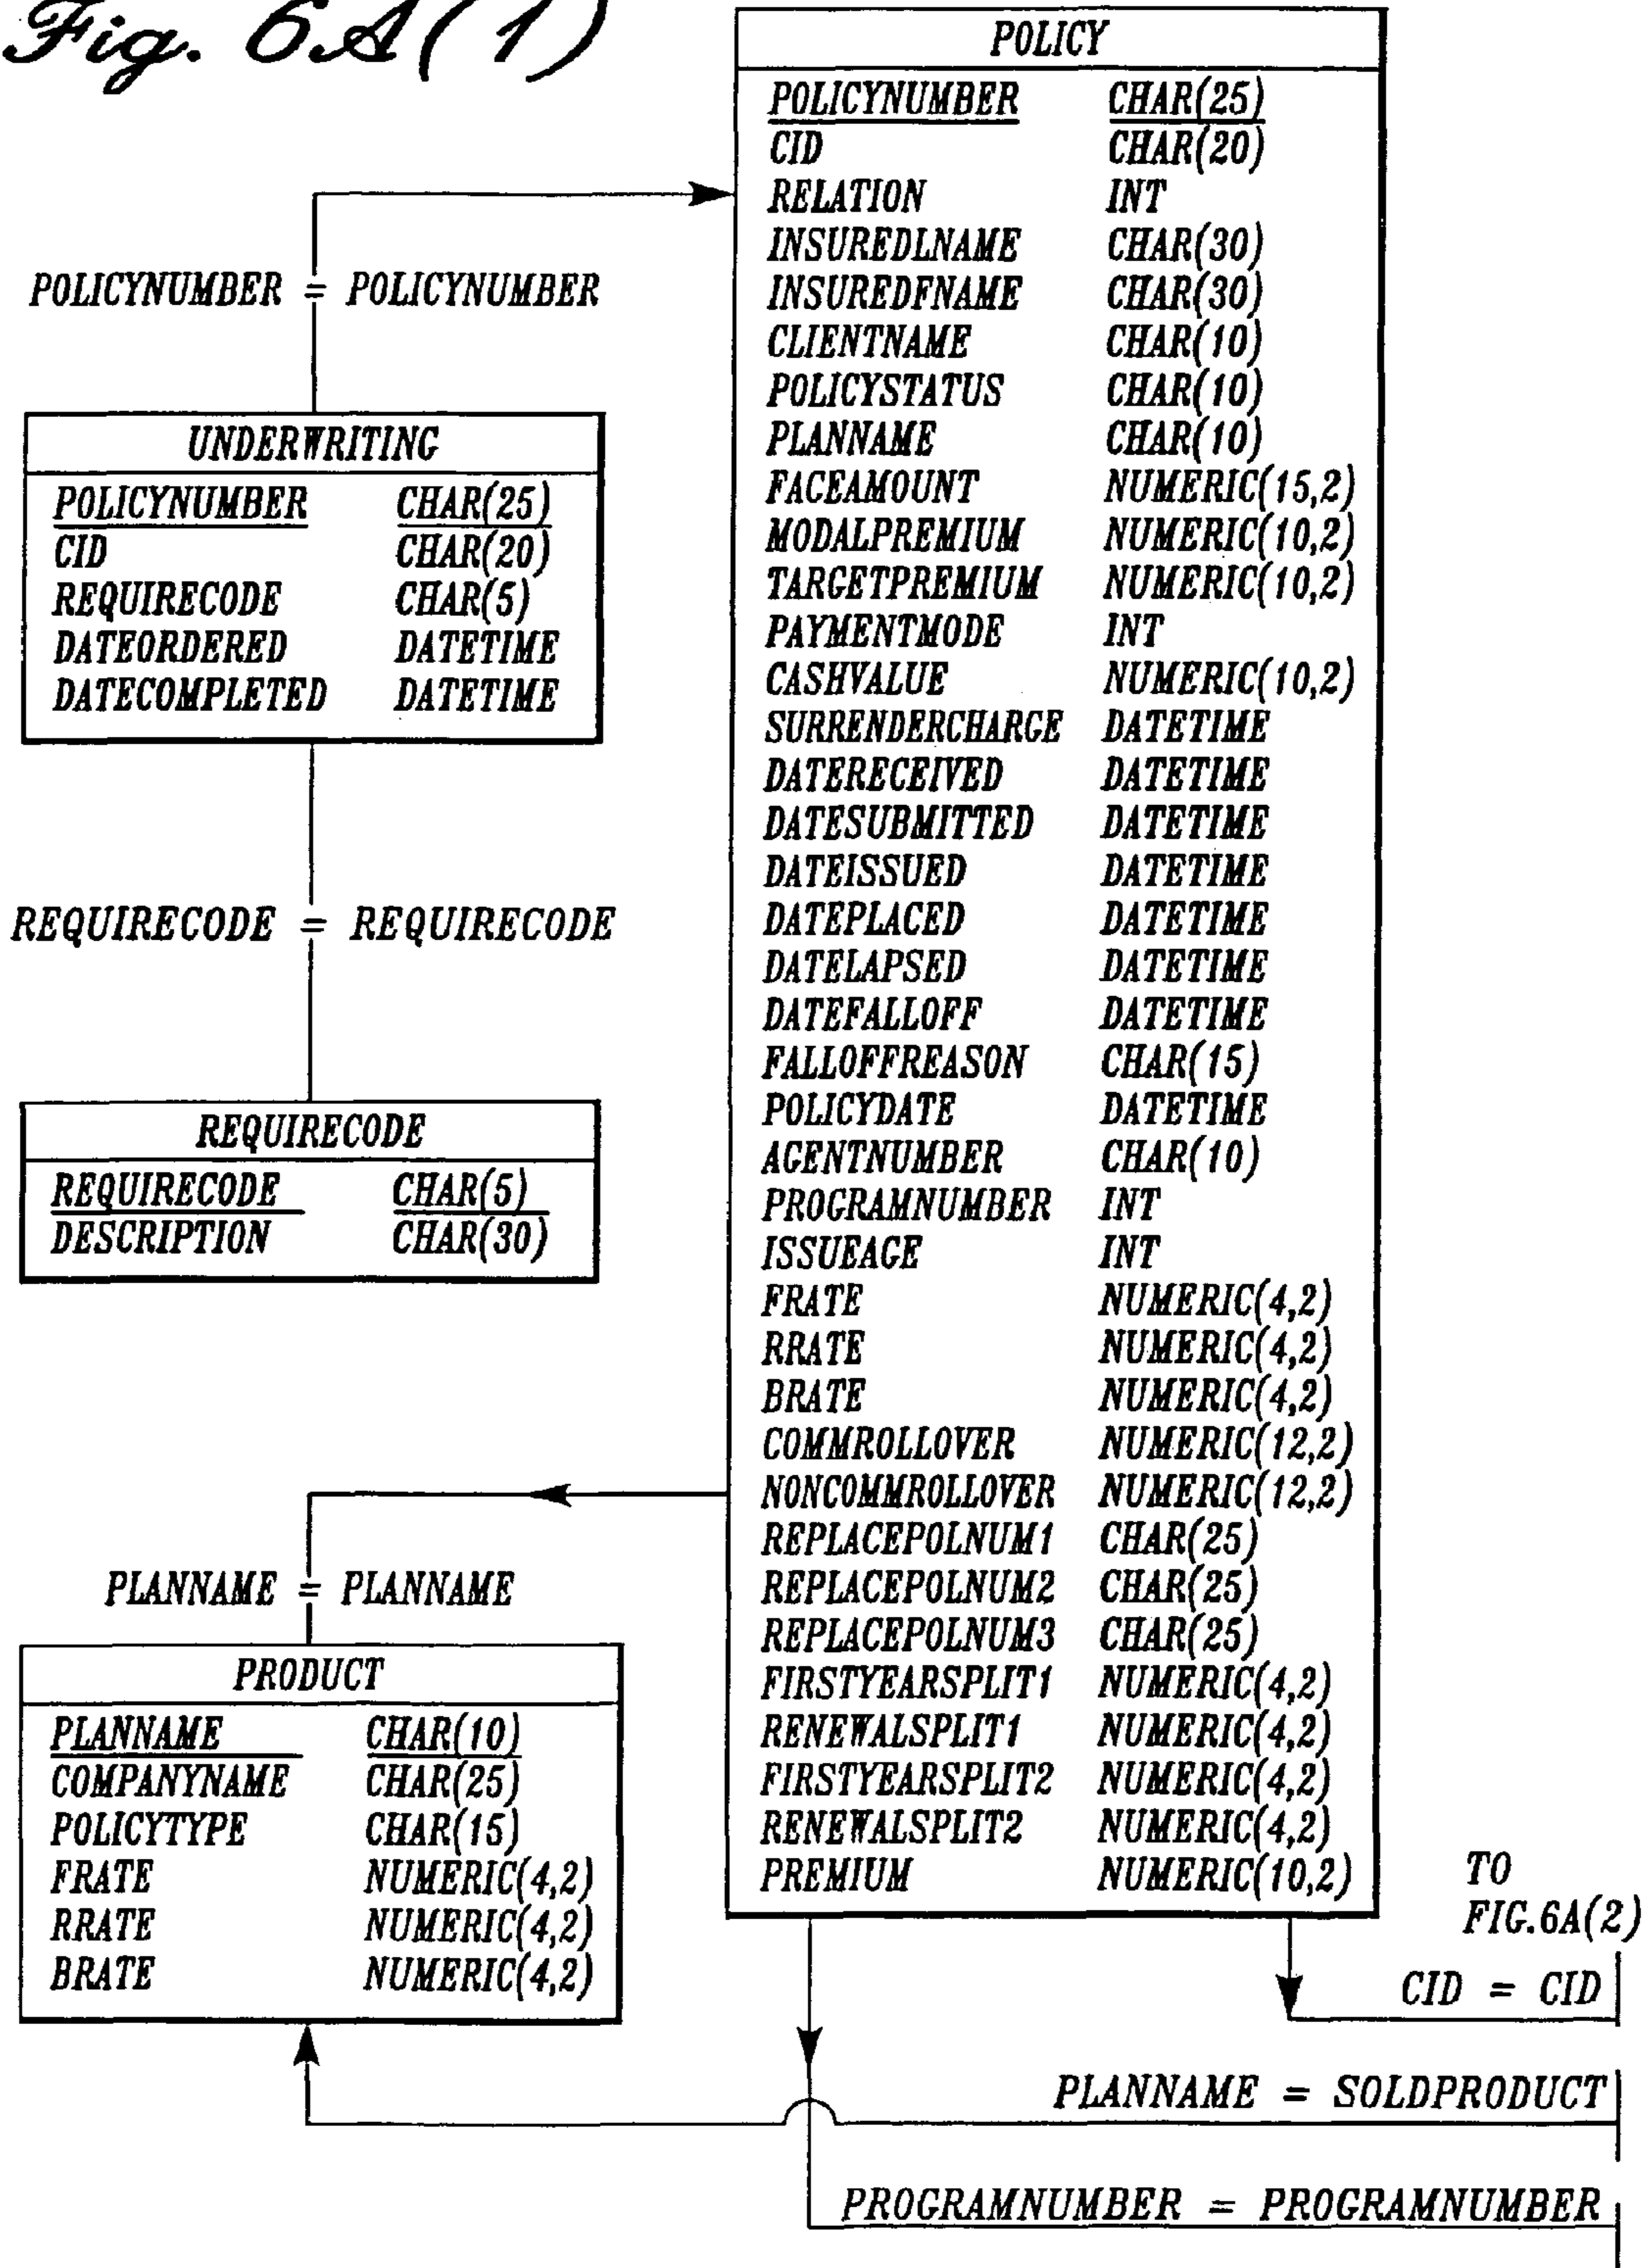 Fig. 6A(1)
POLICY
POLICYNUMBER CHAR(25)
CID CHAR(20)
RELATION INT
INSUREDLNAME CHAR(30)
INSUREDFNAME CHAR(30)
CLIENTNAME CHAR(10)
POLICYSTATUS CHAR(10)
PLANNAME CHAR(10)
FACEAMOUNT NUMERIC(15,2)
MODALPREMIUM NUMERIC(10,2)
TARGETPREMIUM NUMERIC(10,2)
PAYMENTMODE INT
CASHVALUE NUMERIC(10,2)
SURRENDERCHARGE DATETIME
DATERECEIVED DATETIME
DATESUBMITTED DATETIME
DATEISSUED DATETIME
DATEPLACED DATETIME
DATELAPSED DATETIME
DATEFALLOFF DATETIME
FALLOFFREASON CHAR(15)
POLICYDATE DATETIME
AGENTNUMBER CHAR(10)
PROGRAMNUMBER INT
ISSUEAGE INT
FRATE NUMERIC(4,2)
RRATE NUMERIC(4,2)
BRATE NUMERIC(4,2)
COMMROLLOVER NUMERIC(12,2)
NONCOMMROLLOVER NUMERIC(12,2)
REPLACEPOLNUM1 CHAR(25)
REPLACEPOLNUM2 CHAR(25)
REPLACEPOLNUM3 CHAR(25)
FIRSTYEARSPLIT1 NUMERIC(4,2)
RENEWALSPLIT1 NUMERIC(4,2)
FIRSTYEARSPLIT2 NUMERIC(4,2)
RENEWALSPLIT2 NUMERIC(4,2)
PREMIUM NUMERIC(10,2)
POLICYNUMBER = POLICYNUMBER
UNDERWRITING
POLICYNUMBER CHAR(25)
CID CHAR(20)
REQUIRECODE CHAR(5)
DATEORDERED DATETIME
DATECOMPLETED DATETIME
REQUIRECODE = REQUIRECODE
REQUIRECODE
REQUIRECODE CHAR(5)
DESCRIPTION CHAR(30)
PLANNAME = PLANNAME
PRODUCT
PLANNAME CHAR(10)
COMPANYNAME CHAR(25)
POLICYTYPE CHAR(15)
FRATE NUMERIC(4,2)
RRATE NUMERIC(4,2)
BRATE NUMERIC(4,2)
TO
FIG.6A(2)
CID = CID
PLANNAME = SOLDPRODUCT
PROGRAMNUMBER = PROGRAMNUMBER